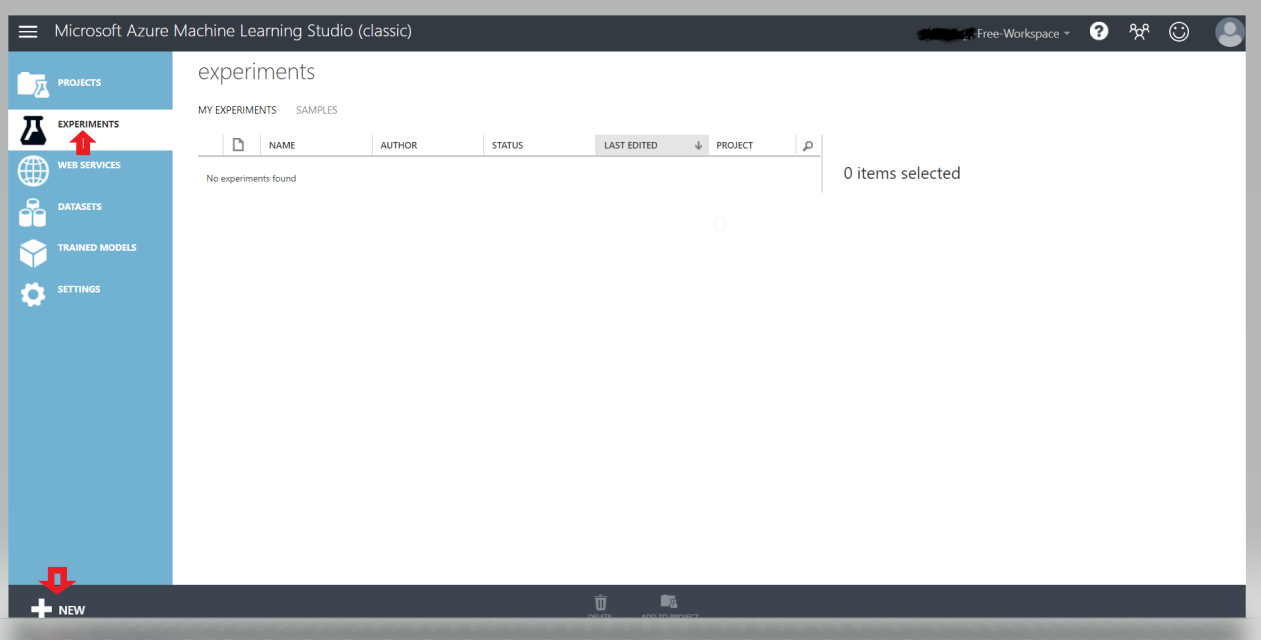 Microsoft Azure Machine Learning Studio (classic)
-Free-Workspace
PROJECTS
EXPERIMENTS
WEB SERVICES
DATASETS
TRAINED MODELS
SETTINGS
experiments
MY EXPERIMENTS SAMPLES
NAME AUTHOR STATUS LAST EDITED PROJECT
No experiments found
0 items selected
NEW
DELETE ADD TO PROJECT